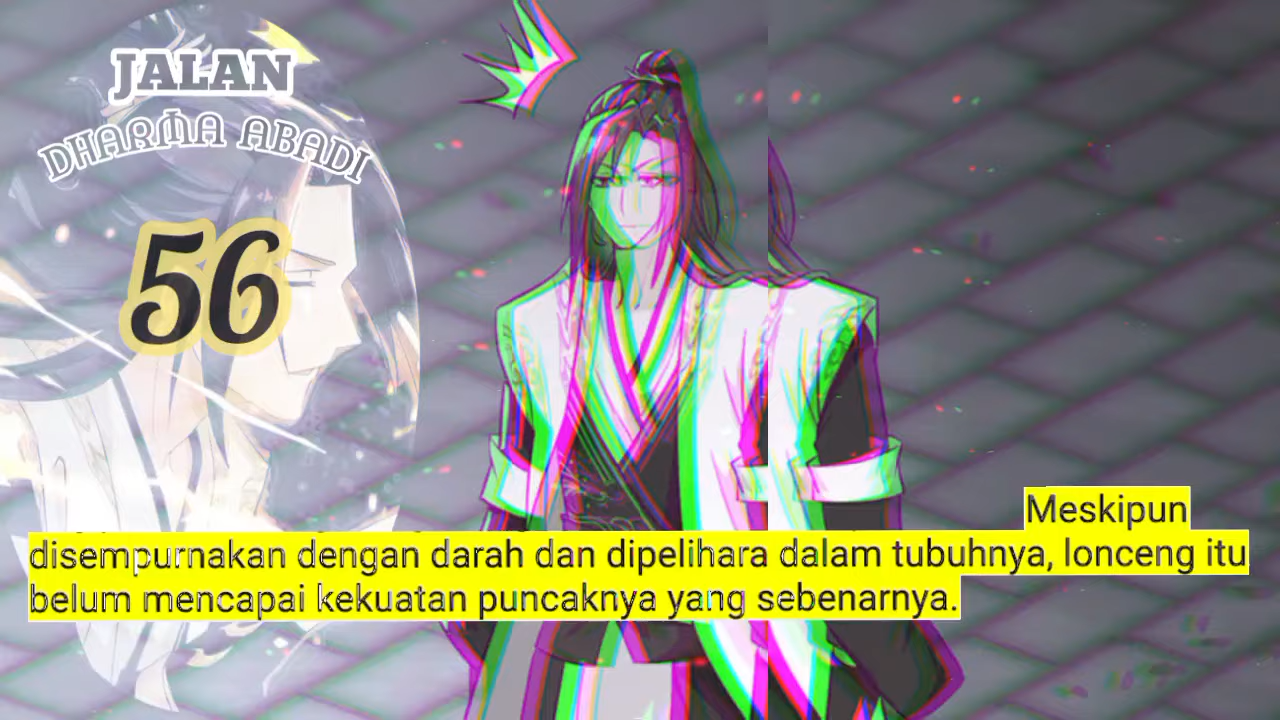 JALAN
DHARMA ABADI
56
Meskipun
disempurnakan dengan darah dan dipelihara dalam tubuhnya, lonceng itu
belum mencapai kekuatan puncaknya yang sebenarnya.